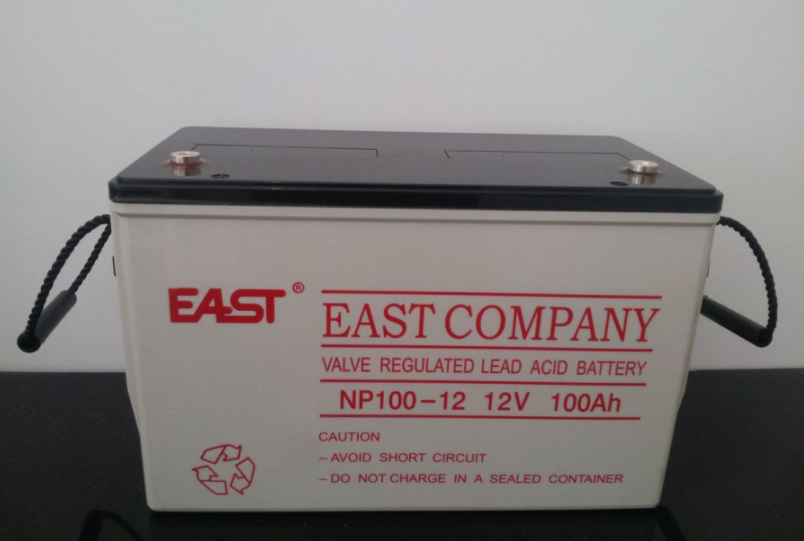 EAST®
EAST COMPANY
VALVE REGULATED LEAD ACID BATTERY
NP100-12 12V 100Ah
CAUTION
- AVOID SHORT CIRCUIT
- DO NOT CHARGE IN A SEALED CONTAINER